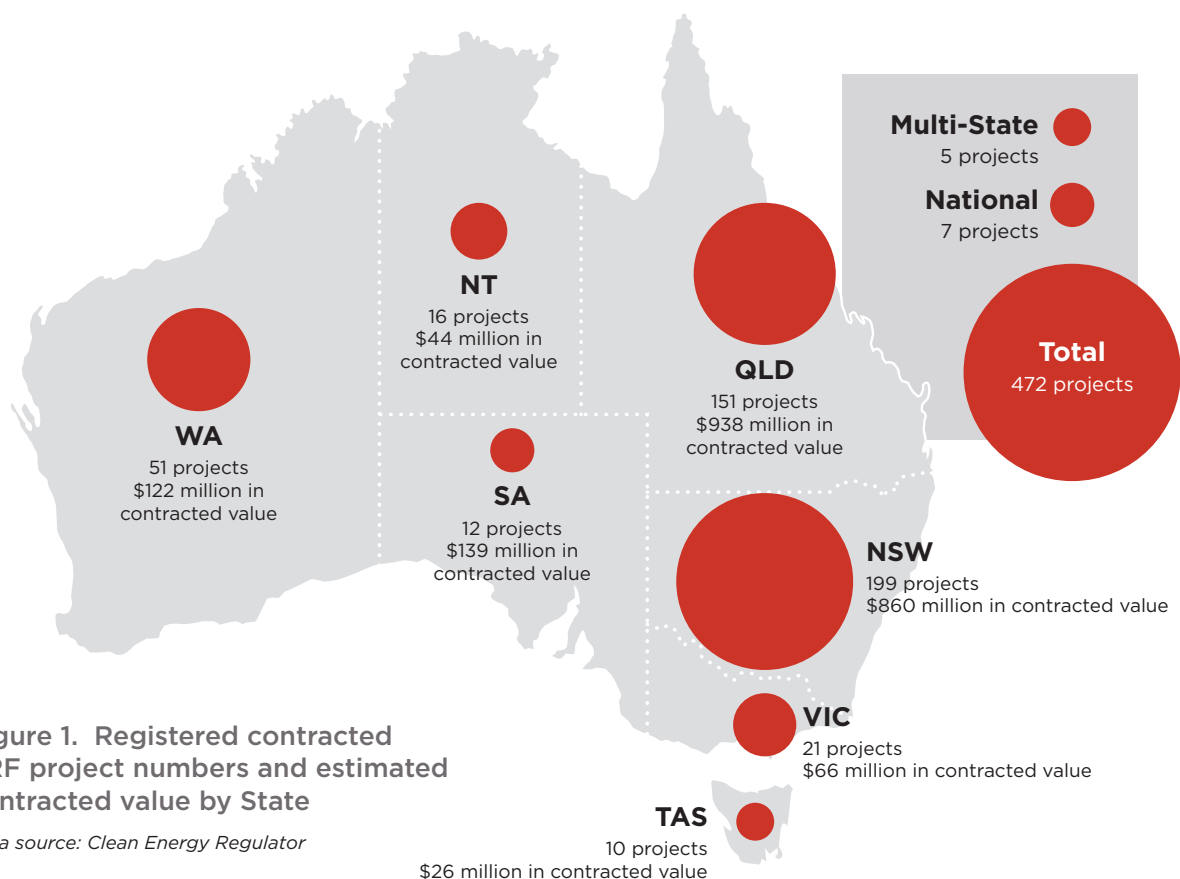 Multi-State
5 projects
National
7 projects
Total
472 projects
NT
16 projects
$44 million in
contracted value
QLD
151 projects
$938 million in
contracted value
WA
51 projects
$122 million in
contracted value
SA
12 projects
$139 million in
contracted value
NSW
199 projects
$860 million in contracted value
VIC
21 projects
$66 million in contracted value
TAS
10 projects
$26 million in contracted value
gure 1. Registered contracted
RF project numbers and estimated
ntracted value by State
a source: Clean Energy Regulator